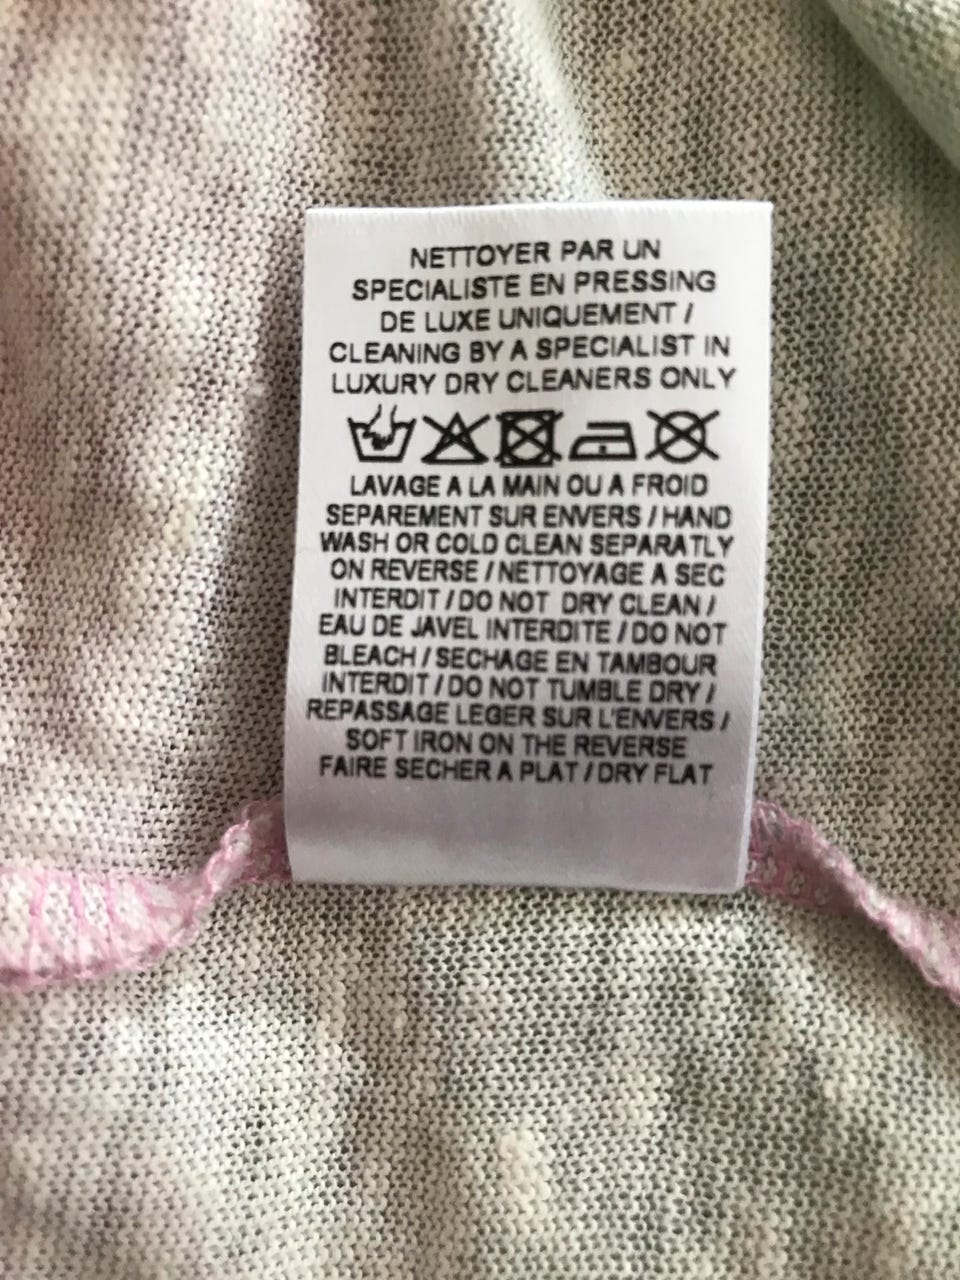 NETTOYER PAR UN
SPECIALISTE EN PRESSING
DE LUXE UNIQUEMENT /
CLEANING BY A SPECIALIST IN
LUXURY DRY CLEANERS ONLY
LAVAGE A LA MAIN OU A FROID
SEPAREMENT SUR ENVERS / HAND
WASH OR COLD CLEAN SEPARATLY
ON REVERSE / NETTOYAGE A SEC
INTERDIT / DO NOT DRY CLEAN /
EAU DE JAVEL INTERDITE / DO NOT
BLEACH / SECHAGE EN TAMBOUR
INTERDIT / DO NOT TUMBLE DRY /
REPASSAGE LEGER SUR L'ENVERS /
SOFT IRON ON THE REVERSE
FAIRE SECHER A PLAT / DRY FLAT